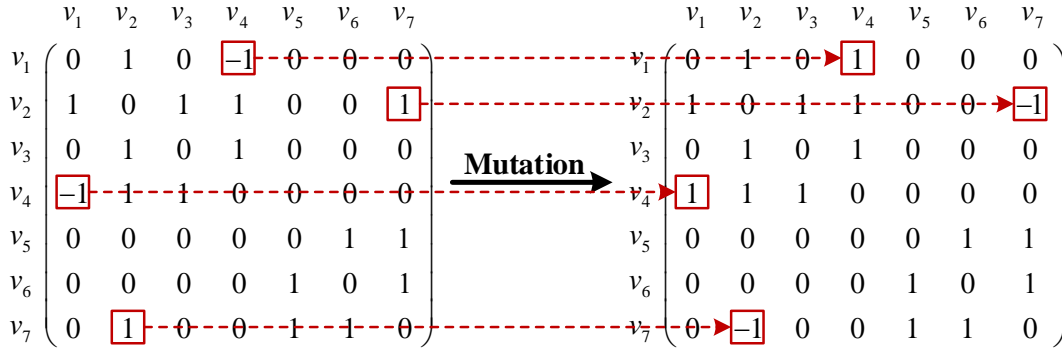 v1 v2 v3 v4 v5 v6 v7 v1 v2 v3 v4 v5 v6 v7
v1 0 1 0 -1 0 0 0 v1 0 1 0 1 0 0 0
v2 1 0 1 1 0 0 1 v2 1 0 1 1 0 0 -1
v3 0 1 0 1 0 0 0 v3 0 1 0 1 0 0 0
Mutation
v4 -1 1 1 0 0 0 0 v4 1 1 1 0 0 0 0
v5 0 0 0 0 0 1 1 v5 0 0 0 0 0 1 1
v6 0 0 0 0 1 0 1 v6 0 0 0 0 1 0 1
v7 0 1 0 0 1 1 0 v7 0 -1 0 0 1 1 0